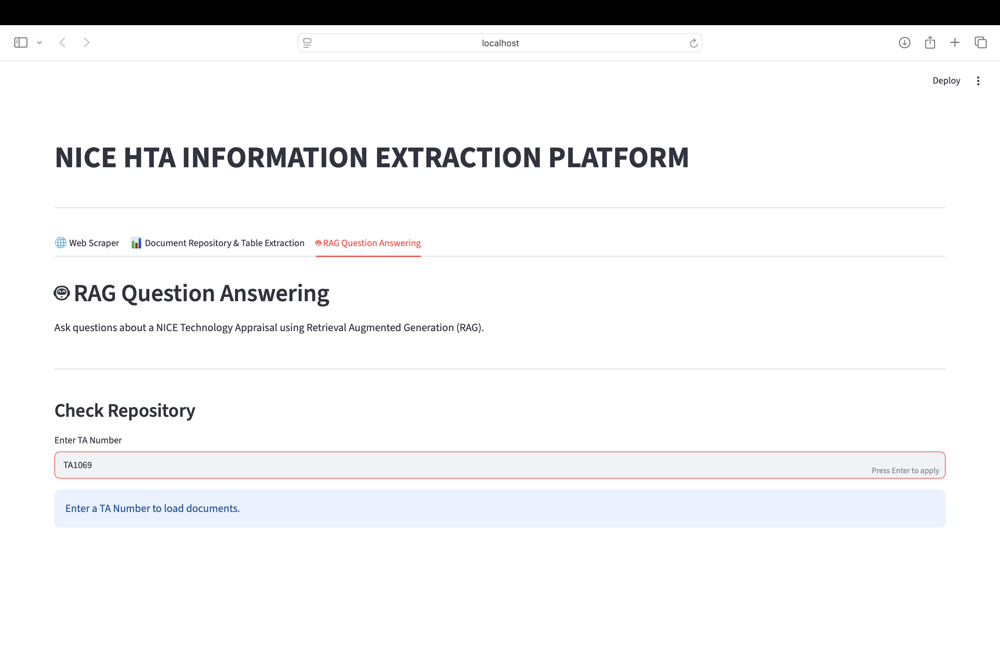 localhost
Deploy
NICE HTA INFORMATION EXTRACTION PLATFORM
Web Scraper
Document Repository & Table Extraction
RAG Question Answering
RAG Question Answering
Ask questions about a NICE Technology Appraisal using Retrieval Augmented Generation (RAG).
Check Repository
Enter TA Number
TA1069
Press Enter to apply
Enter a TA Number to load documents.